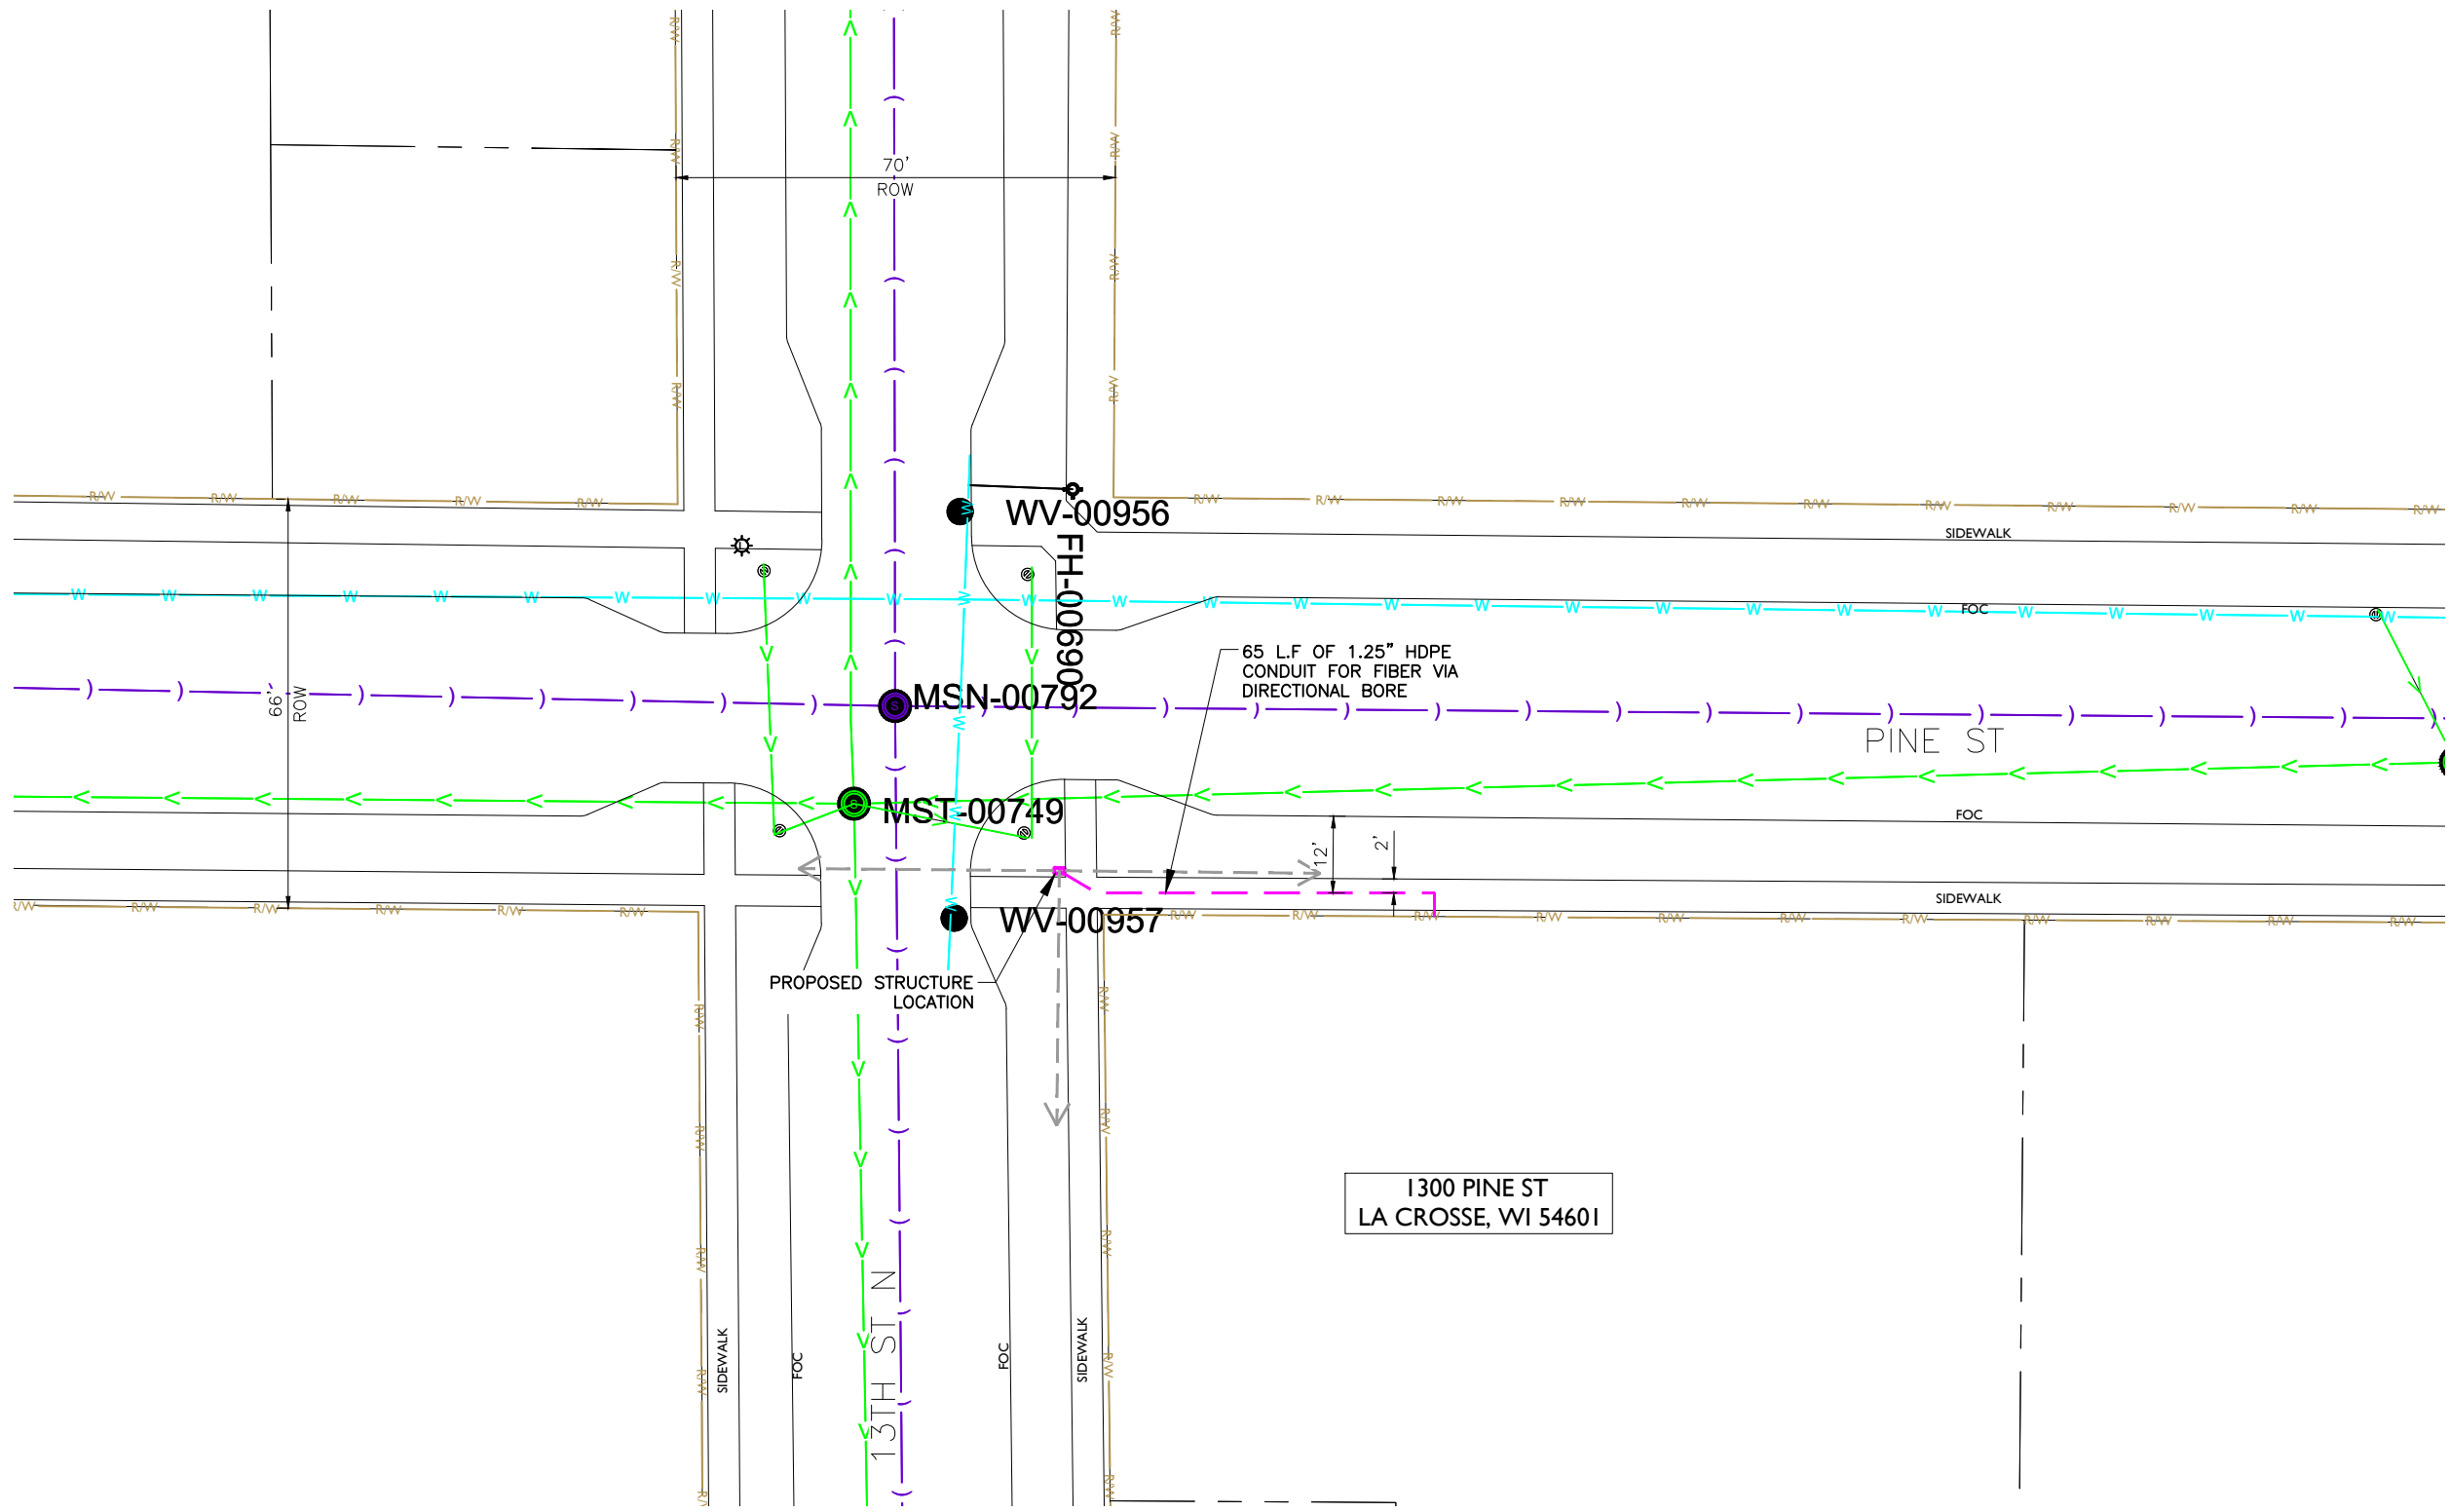 70'
ROW
WV-00956
FH-00690
SIDEWALK
FOC
66'
ROW
65 L.F OF 1.25" HDPE
CONDUIT FOR FIBER VIA
DIRECTIONAL BORE
MSN-00792
PINE ST
MST-00749
FOC
12'
2'
SIDEWALK
WV-00957
PROPOSED STRUCTURE
LOCATION
1300 PINE ST
LA CROSSE, WI 54601
13TH ST N
SIDEWALK
FOC
FOC
SIDEWALK
R/W
W
S
S
L